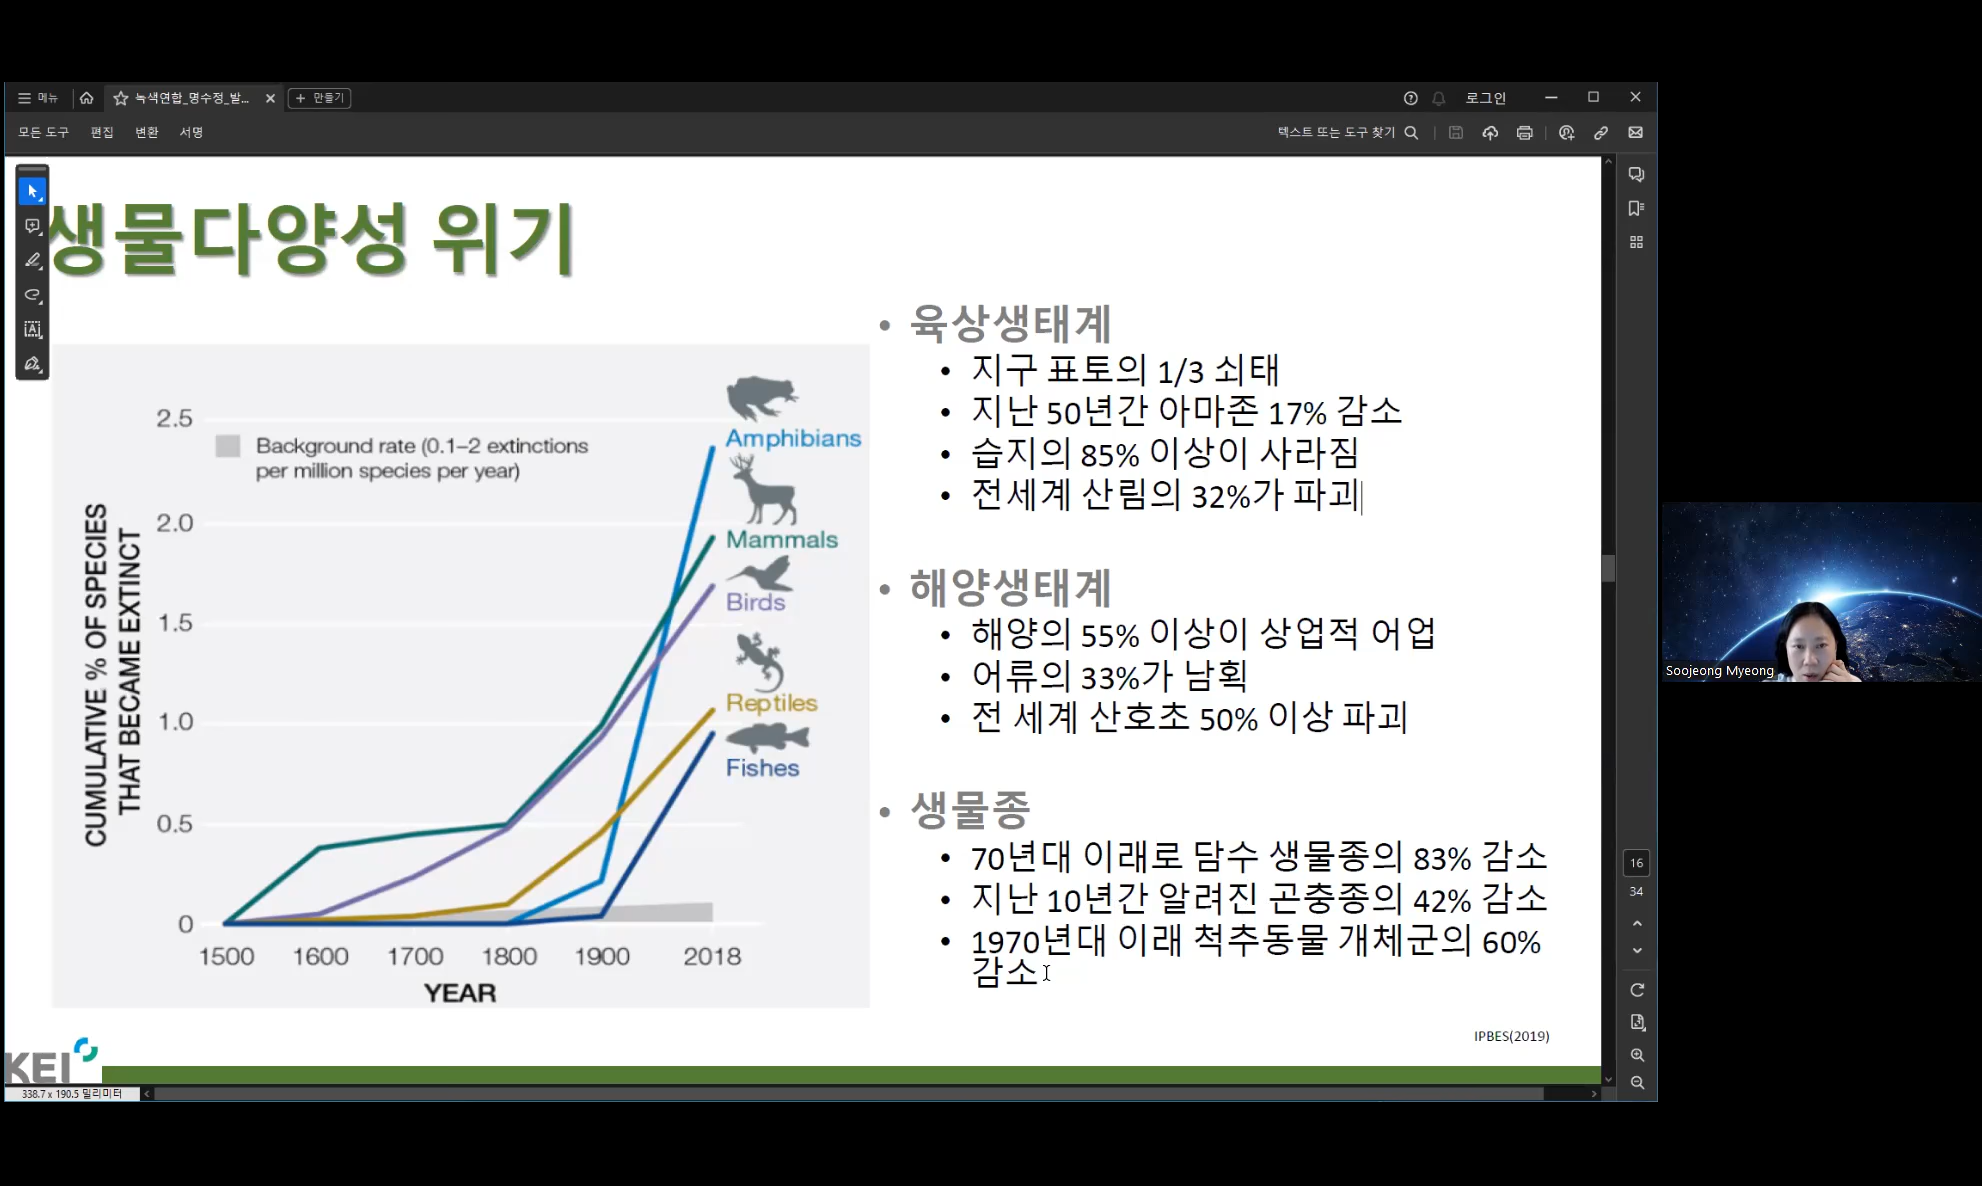 메뉴
녹색연합_명수정_발...
만들기
로그인
모든 도구 편집 변환 서명
텍스트 또는 도구 찾기
생물다양성 위기
2.5
2.0
1.5
1.0
0.5
0
Background rate (0.1–2 extinctions
per million species per year)
CUMULATIVE % OF SPECIES
THAT BECAME EXTINCT
Amphibians
Mammals
Birds
Reptiles
Fishes
1500 1600 1700 1800 1900 2018
YEAR
• 육상생태계
• 지구 표토의 1/3 쇠태
• 지난 50년간 아마존 17% 감소
• 습지의 85% 이상이 사라짐
• 전세계 산림의 32%가 파괴
• 해양생태계
• 해양의 55% 이상이 상업적 어업
• 어류의 33%가 남획
• 전 세계 산호초 50% 이상 파괴
• 생물종
• 70년대 이래로 담수 생물종의 83% 감소
• 지난 10년간 알려진 곤충종의 42% 감소
• 1970년대 이래 척추동물 개체군의 60%
감소
IPBES(2019)
KEI
338.7 x 190.5 밀리미터
16
34
Soojeong Myeong